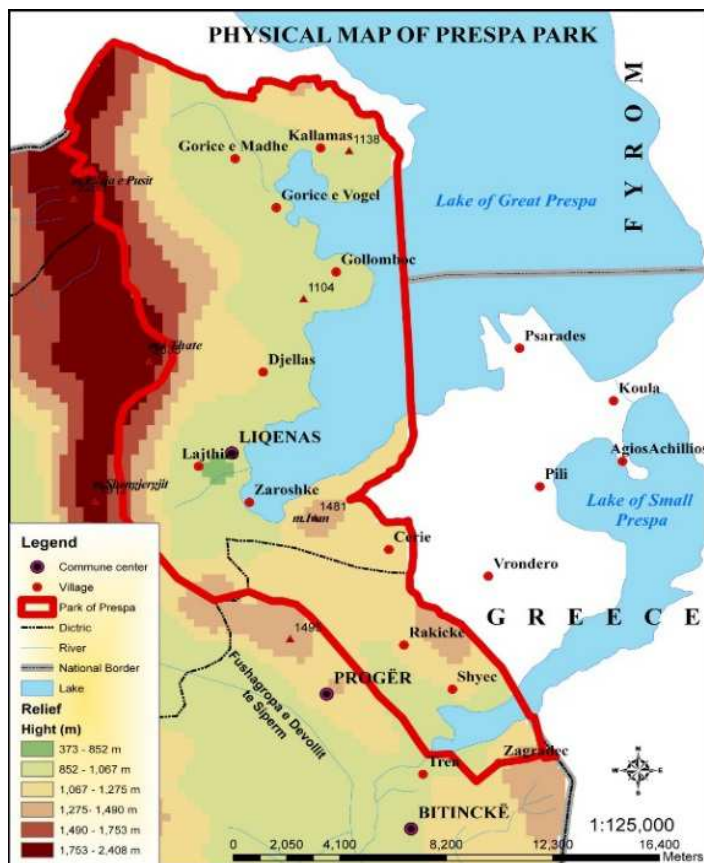 PHYSICAL MAP OF PRESPA PARK
FYROM
Kallamas
1138
Gorice e Madhe
Gorice e Vogel
Lake of Great Prespa
Gollomboc
1104
Psarades
Djellas
Koula
LIQENAS
AgiosAchillios
Lajthiz
Pili
Lake of Small
Prespa
Zaroshke
1481
Cerie
Vrondero
GREECE
Rakicke
PROGËR
Shyec
Fushagropa e Devollit
te Siperm
Zagradec
Tren
BITINCKË
Legend
Commune center
Village
Park of Prespa
Dictric
River
National Border
Lake
Relief
Hight (m)
373 - 852 m
852 - 1,067 m
1,067 - 1,275 m
1,275- 1,490 m
1,490 - 1,753 m
1,753 - 2,408 m
N
W E
S
1:125,000
0 2,050 4,100 8,200 12,300 16,400
Meters